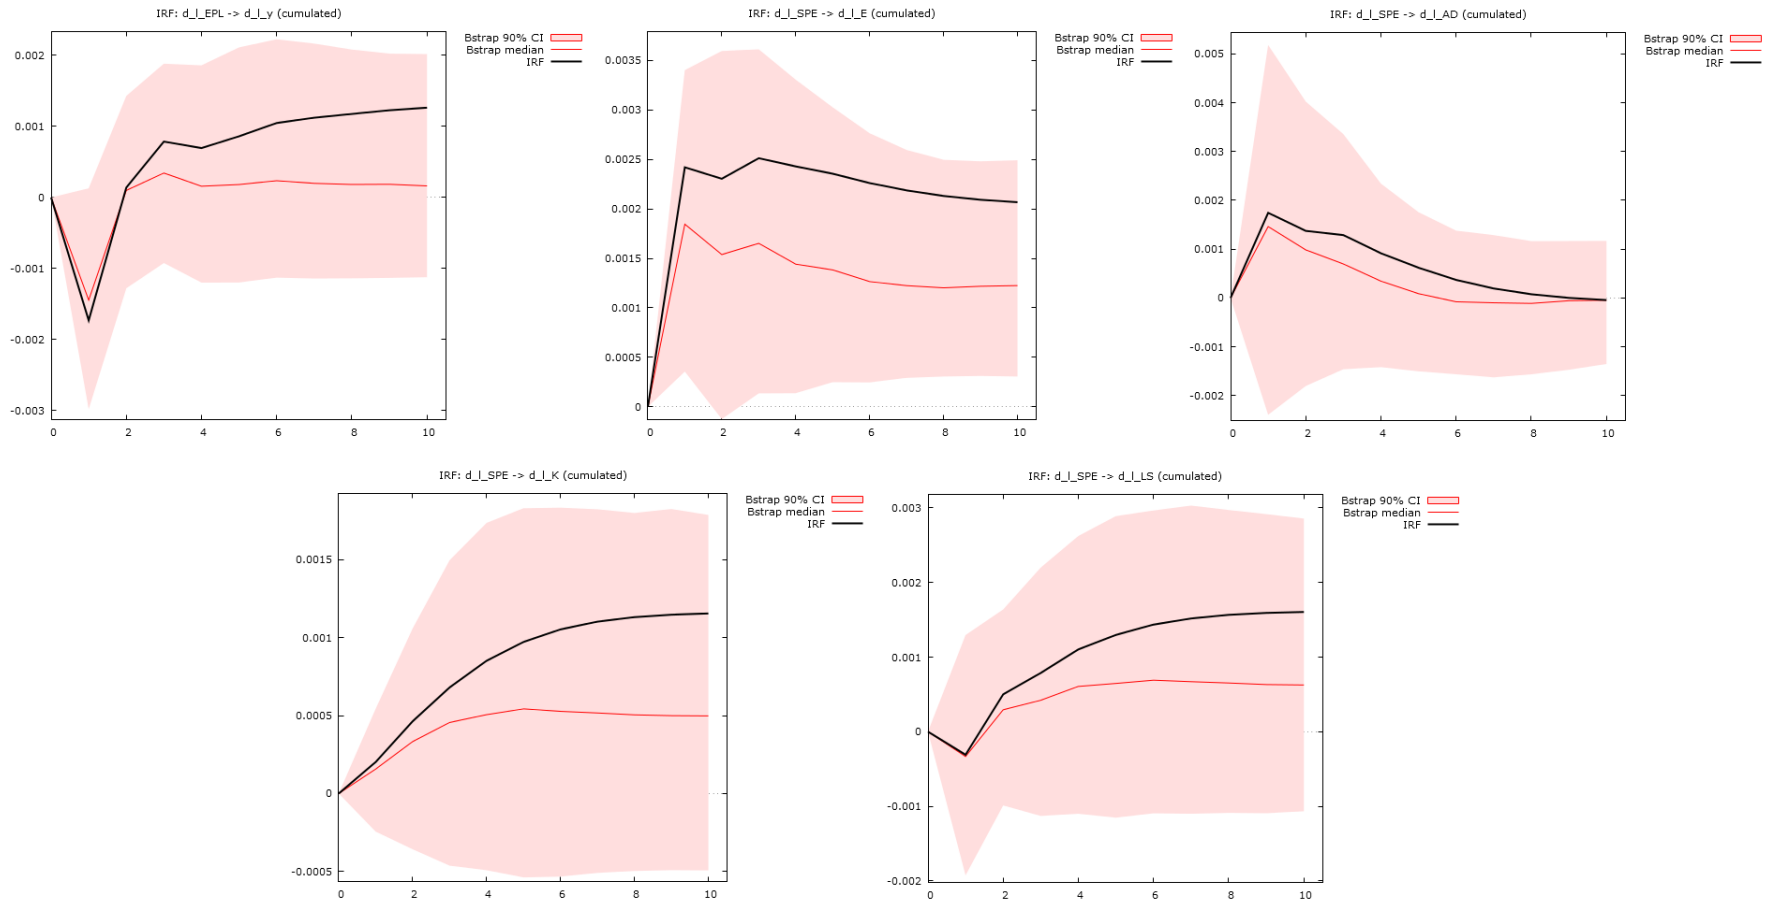 IRF: d_l_EPL -> d_l_y (cumulated)
Bstrap 90% CI
Bstrap median
IRF
0.002
0.001
0
-0.001
-0.002
-0.003
0 2 4 6 8 10
IRF: d_l_SPE -> d_l_E (cumulated)
Bstrap 90% CI
Bstrap median
IRF
0.0035
0.003
0.0025
0.002
0.0015
0.001
0.0005
0
0 2 4 6 8 10
IRF: d_l_SPE -> d_l_AD (cumulated)
Bstrap 90% CI
Bstrap median
IRF
0.005
0.004
0.003
0.002
0.001
0
-0.001
-0.002
0 2 4 6 8 10
IRF: d_l_SPE -> d_l_K (cumulated)
Bstrap 90% CI
Bstrap median
IRF
0.0015
0.001
0.0005
0
-0.0005
0 2 4 6 8 10
IRF: d_l_SPE -> d_l_LS (cumulated)
Bstrap 90% CI
Bstrap median
IRF
0.003
0.002
0.001
0
-0.001
-0.002
0 2 4 6 8 10